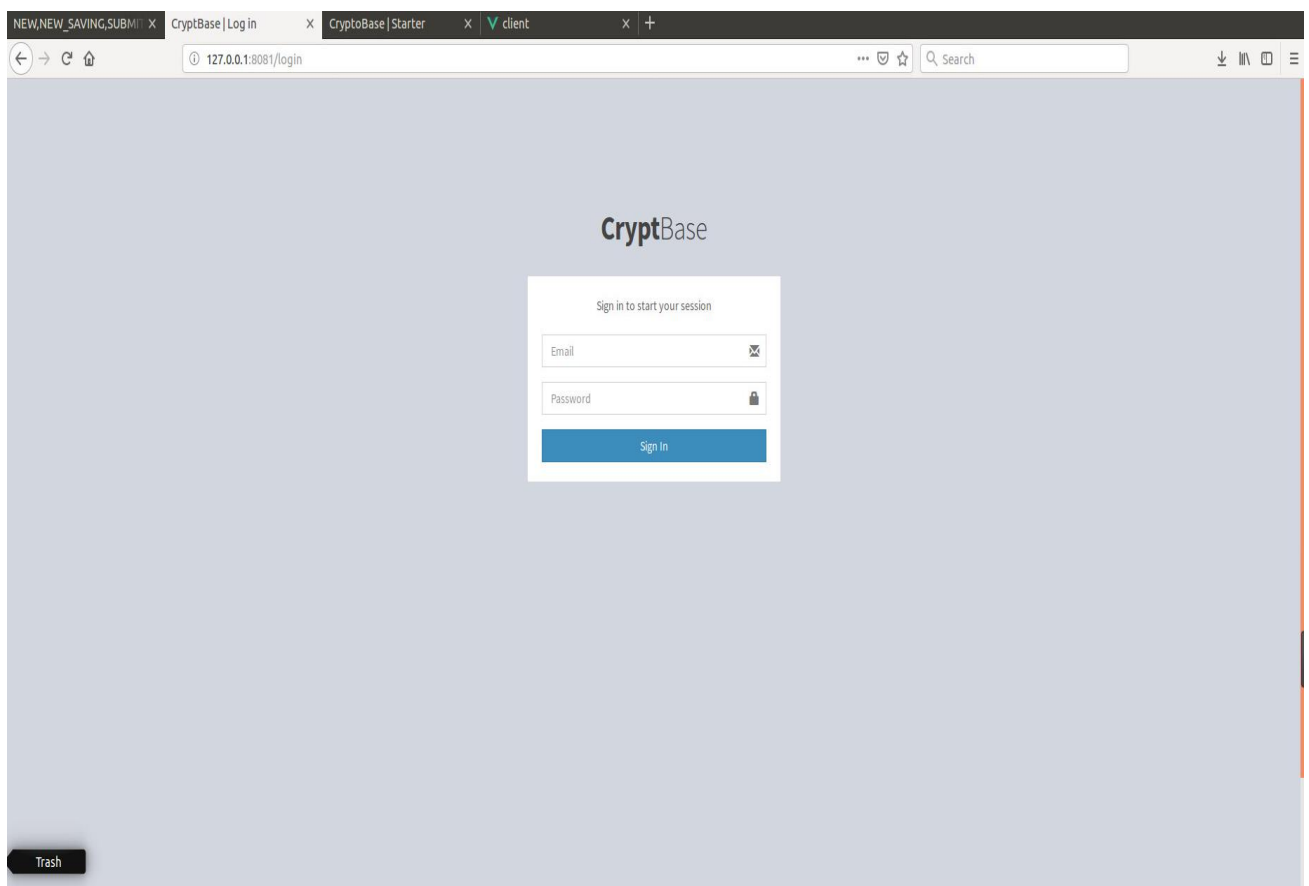 NEW,NEW_SAVING,SUBMIT X CryptBase | Log in X CryptoBase | Starter X V client X +
127.0.0.1:8081/login Search
CryptBase
Sign in to start your session
Email
Password
Sign In
Trash